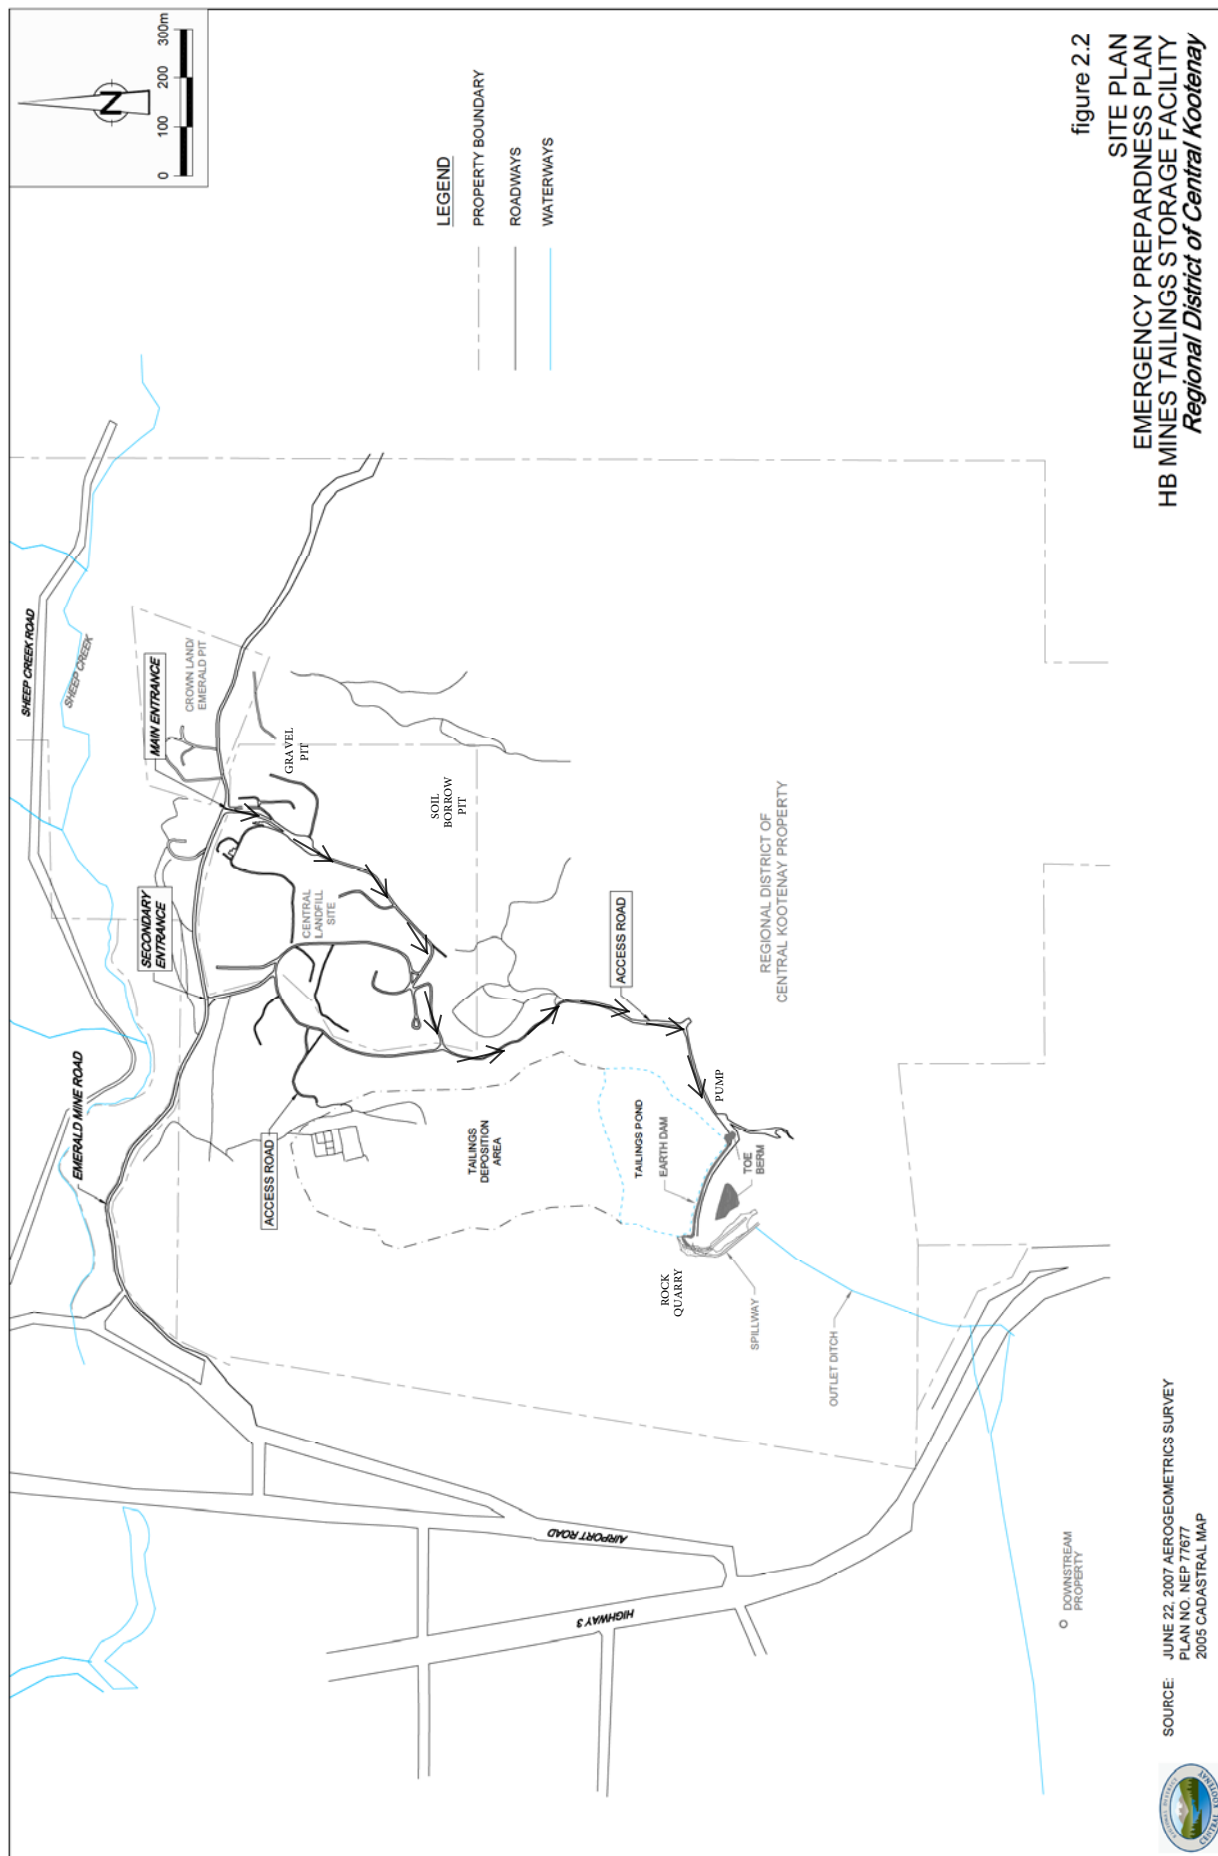 300m
200
100
0
N
LEGEND
PROPERTY BOUNDARY
ROADWAYS
WATERWAYS
figure 2.2
SITE PLAN
EMERGENCY PREPARDNESS PLAN
HB MINES TAILINGS STORAGE FACILITY
Regional District of Central Kootenay
SHEEP CREEK ROAD
SHEEP CREEK
MAIN ENTRANCE
CROWN LAND/
EMERALD PIT
GRAVEL
PIT
SOIL
BORROW
PIT
SECONDARY
ENTRANCE
CENTRAL
LANDFILL
SITE
EMERALD MINE ROAD
ACCESS ROAD
ACCESS ROAD
REGIONAL DISTRICT OF
CENTRAL KOOTENAY PROPERTY
TAILINGS
DEPOSITION
AREA
TAILINGS POND
EARTH DAM
PUMP
TOE
BERM
ROCK
QUARRY
SPILLWAY
OUTLET DITCH
AIRPORT ROAD
HIGHWAY 3
DOWNSTREAM
PROPERTY
SOURCE: JUNE 22, 2007 AEROGEOMETRICS SURVEY
PLAN NO. NEP 77677
2005 CADASTRAL MAP
REGIONAL DISTRICT
CENTRAL KOOTENAY